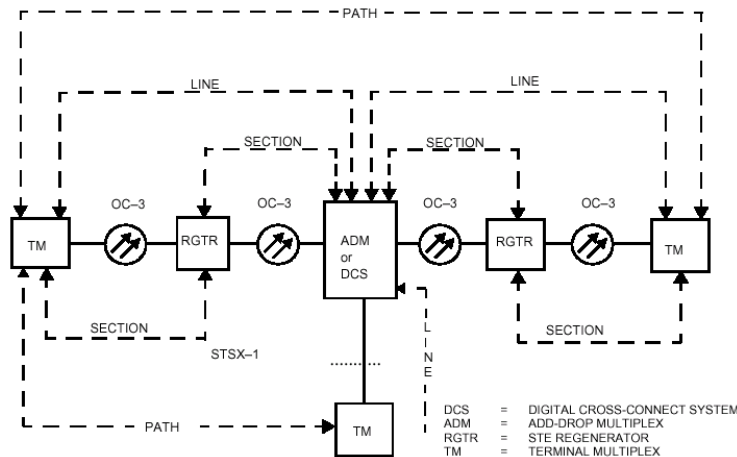 PATH
LINE
LINE
SECTION
SECTION
OC–3
OC–3
OC–3
OC–3
TM
RGTR
ADM
or
DCS
RGTR
TM
SECTION
SECTION
STSX–1
LINE
PATH
TM
DCS = DIGITAL CROSS-CONNECT SYSTEM
ADM = ADD-DROP MULTIPLEX
RGTR = STE REGENERATOR
TM = TERMINAL MULTIPLEX